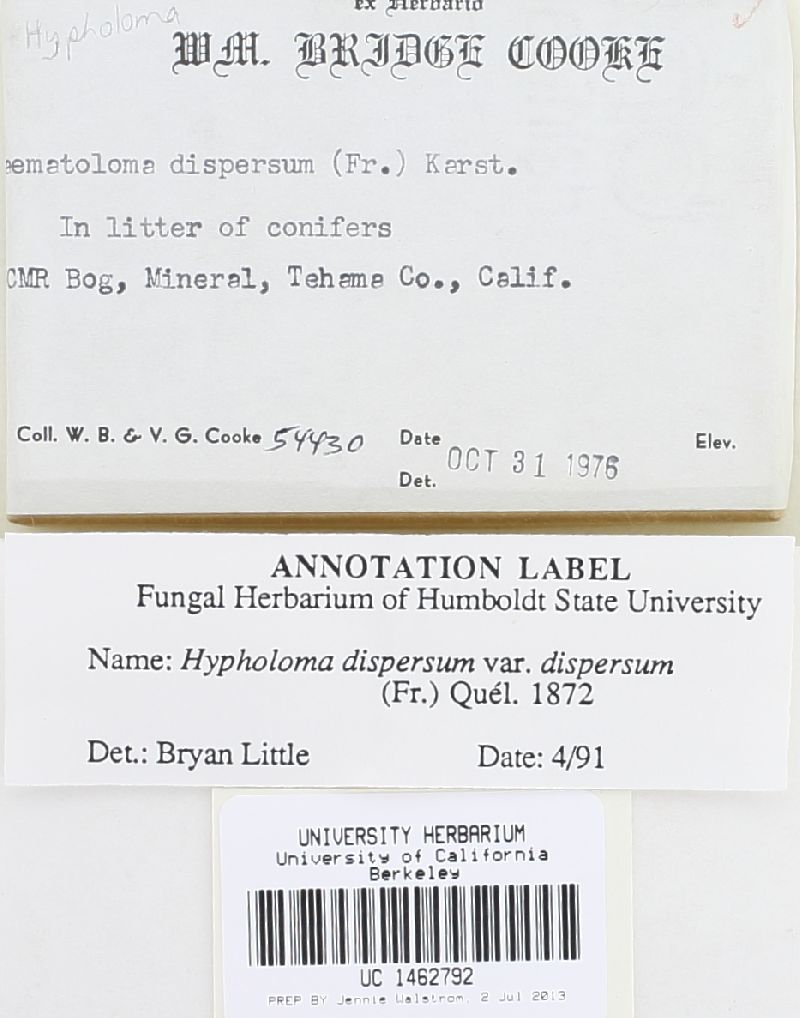 Hypholoma
ex Herbario
WM. BRIDGE COOKE
ematoloma dispersum (Fr.) Karst.
In litter of conifers
CMR Bog, Mineral, Tehama Co., Calif.
Coll. W. B. & V. G. Cooke 54430 Date OCT 31 1976 Elev.
Det.
ANNOTATION LABEL
Fungal Herbarium of Humboldt State University
Name: Hypholoma dispersum var. dispersum
(Fr.) Quél. 1872
Det.: Bryan Little Date: 4/91
UNIVERSITY HERBARIUM
University of California
Berkeley
UC 1462792
PREP BY Jennie Walstrom, 2 Jul 2013